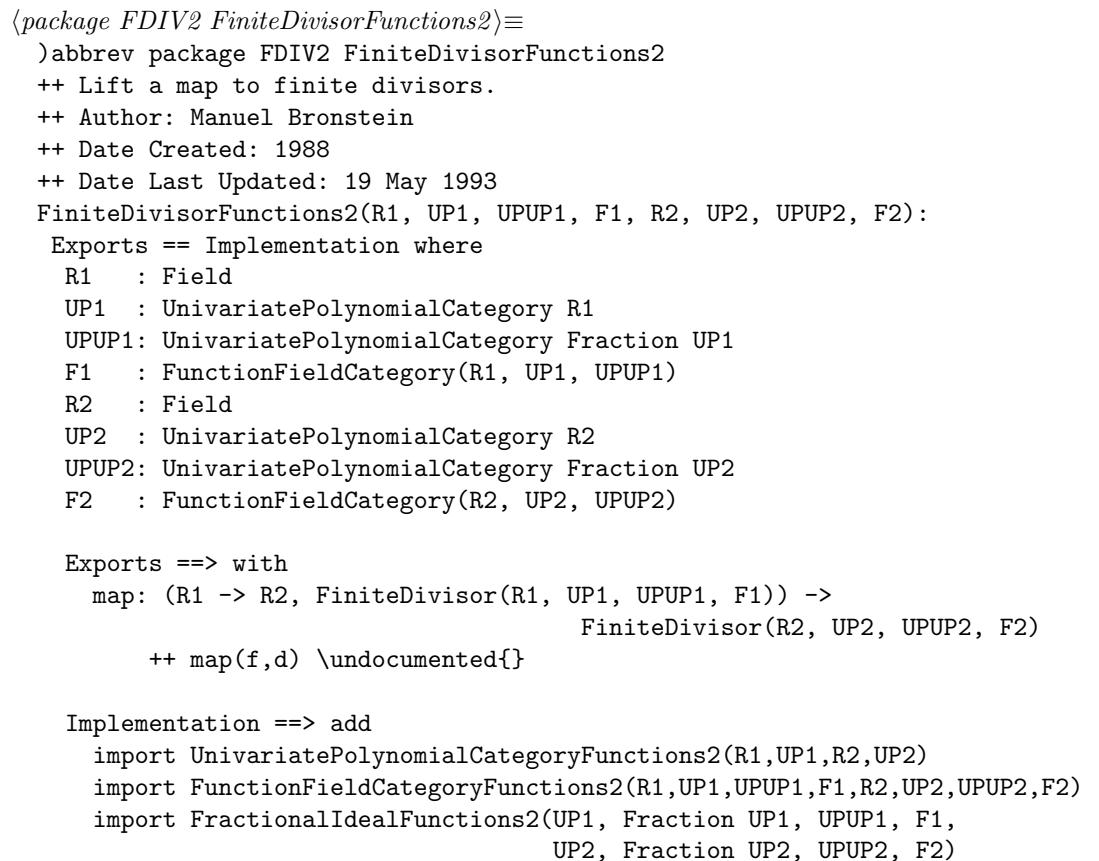 ⟨package FDIV2 FiniteDivisorFunctions2⟩≡
)abbrev package FDIV2 FiniteDivisorFunctions2
++ Lift a map to finite divisors.
++ Author: Manuel Bronstein
++ Date Created: 1988
++ Date Last Updated: 19 May 1993
FiniteDivisorFunctions2(R1, UP1, UPUP1, F1, R2, UP2, UPUP2, F2):
Exports == Implementation where
R1 : Field
UP1 : UnivariatePolynomialCategory R1
UPUP1: UnivariatePolynomialCategory Fraction UP1
F1 : FunctionFieldCategory(R1, UP1, UPUP1)
R2 : Field
UP2 : UnivariatePolynomialCategory R2
UPUP2: UnivariatePolynomialCategory Fraction UP2
F2 : FunctionFieldCategory(R2, UP2, UPUP2)
Exports ==> with
map: (R1 -> R2, FiniteDivisor(R1, UP1, UPUP1, F1)) ->
FiniteDivisor(R2, UP2, UPUP2, F2)
++ map(f,d) \undocumented{}
Implementation ==> add
import UnivariatePolynomialCategoryFunctions2(R1,UP1,R2,UP2)
import FunctionFieldCategoryFunctions2(R1,UP1,UPUP1,F1,R2,UP2,UPUP2,F2)
import FractionalIdealFunctions2(UP1, Fraction UP1, UPUP1, F1,
UP2, Fraction UP2, UPUP2, F2)